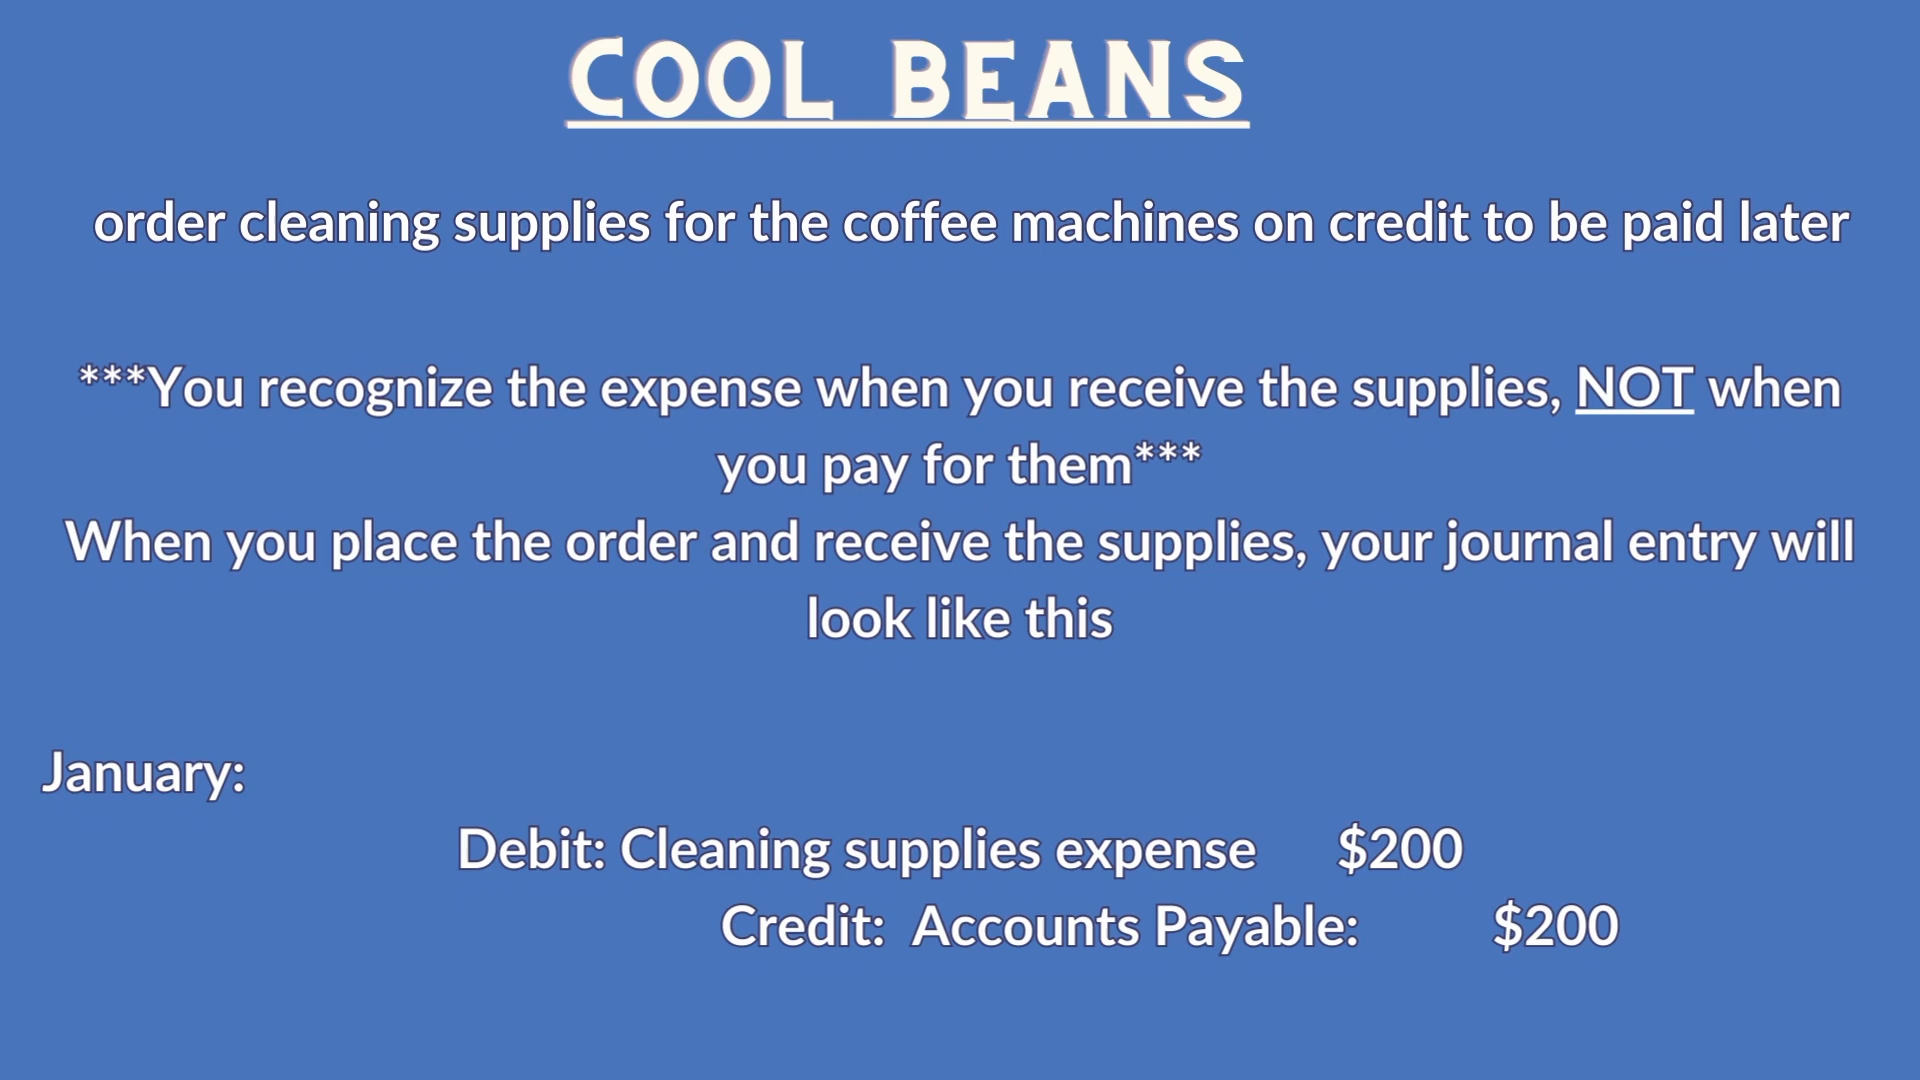 COOL BEANS
order cleaning supplies for the coffee machines on credit to be paid later
***You recognize the expense when you receive the supplies, NOT when
you pay for them***
When you place the order and receive the supplies, your journal entry will
look like this
January:
Debit: Cleaning supplies expense $200
Credit: Accounts Payable: $200